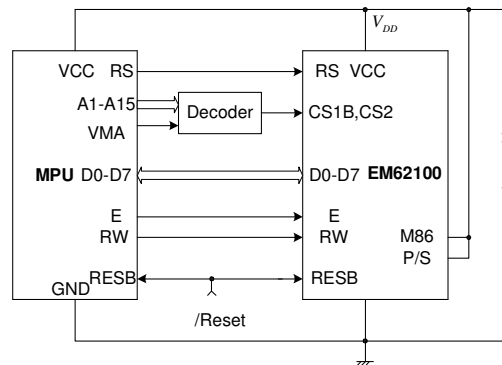 V_DD
VCC RS
RS VCC
A1-A15
Decoder
CS1B,CS2
VMA
MPU D0-D7
D0-D7 EM62100
E
E
RW
RW
M86
P/S
RESB
RESB
GND
/Reset